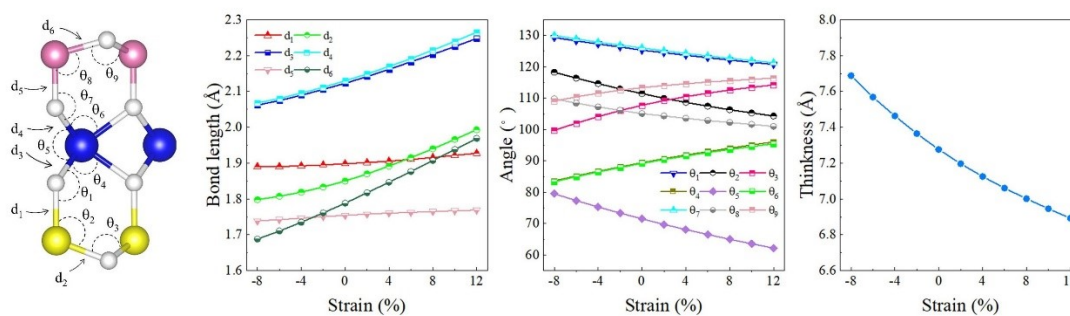 d₆
θ₈
θ₉
d₅
θ₇
θ₆
d₄
θ₅
d₃
θ₄
θ₁
d₁
θ₂
θ₃
d₂
Bond length (Å)
2.3
2.2
2.1
2.0
1.9
1.8
1.7
1.6
d₁ d₂
d₃ d₄
d₅ d₆
-8 -4 0 4 8 12
Strain (%)
Angle (°)
130
120
110
100
90
80
70
60
θ₁ θ₂ θ₃
θ₄ θ₅ θ₆
θ₇ θ₈ θ₉
-8 -4 0 4 8 12
Strain (%)
Thinkness (Å)
8.0
7.8
7.6
7.4
7.2
7.0
6.8
6.6
-8 -4 0 4 8 12
Strain (%)